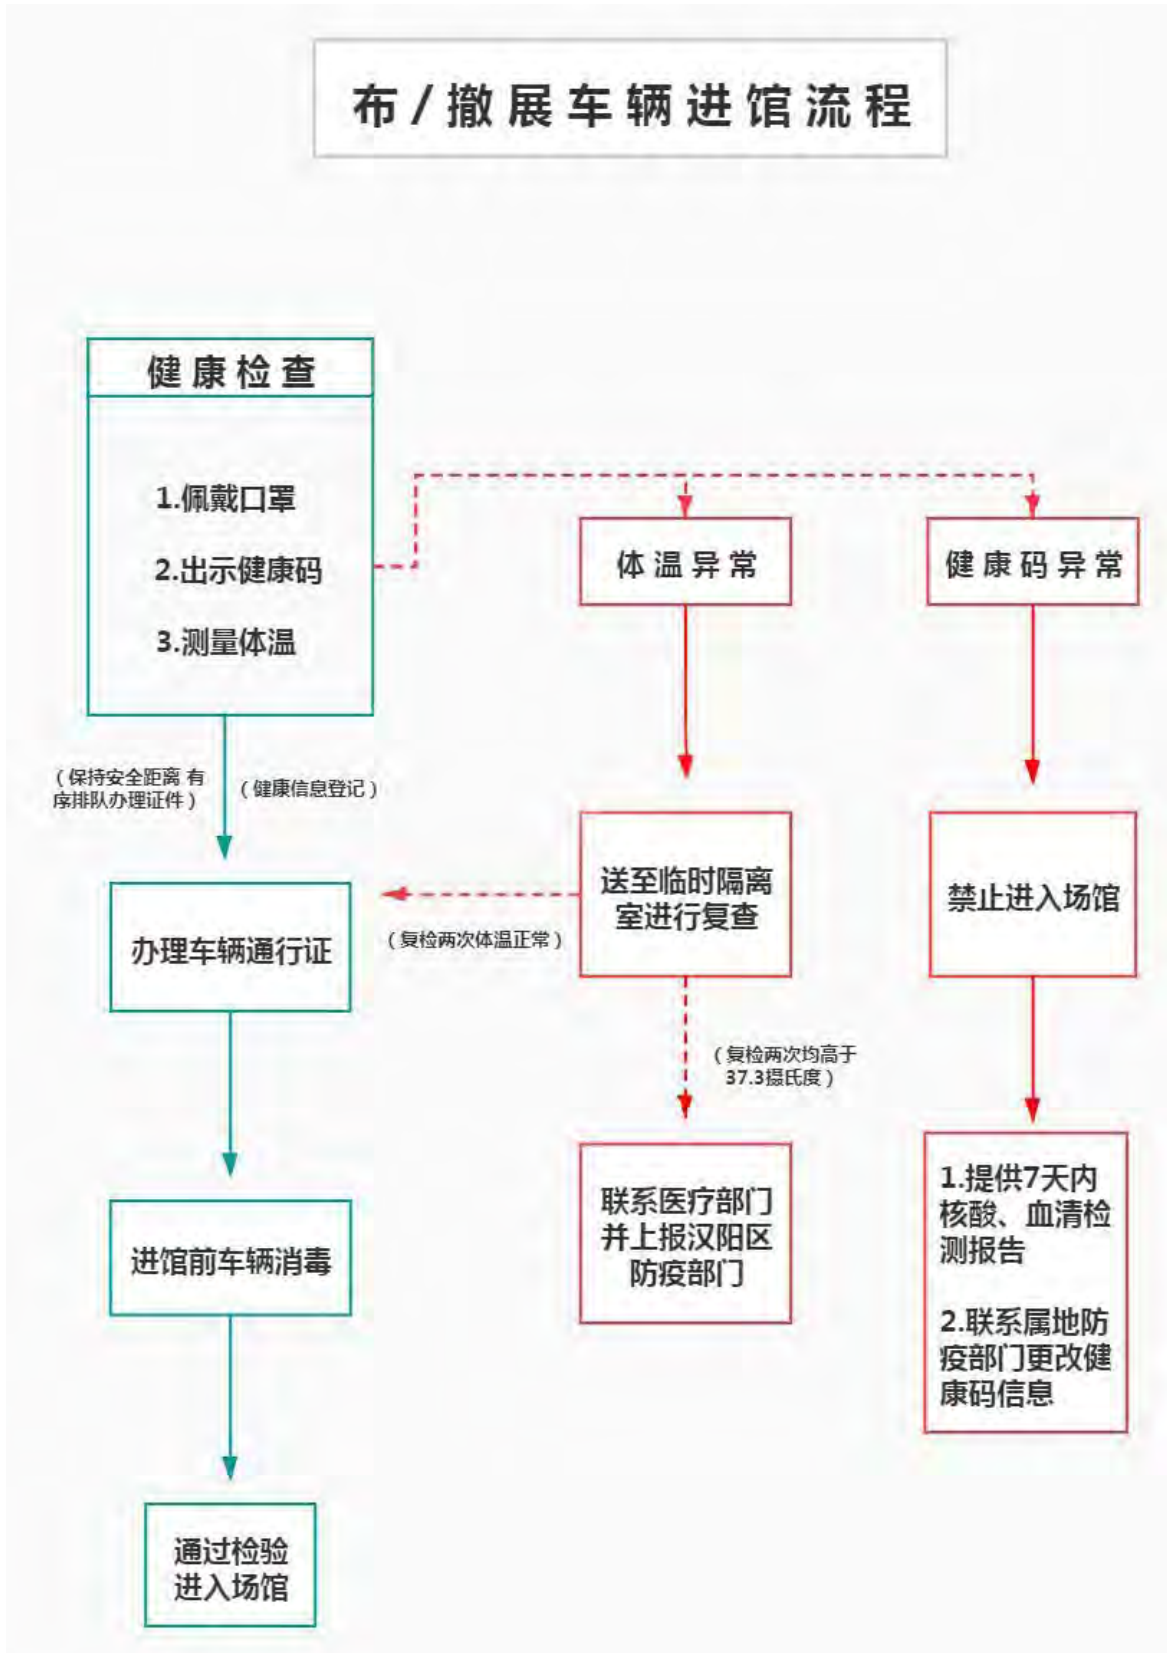 布/撤展车辆进馆流程
健康检查
1.佩戴口罩
2.出示健康码
3.测量体温
体温异常
健康码异常
（保持安全距离 有
序排队办理证件）
（健康信息登记）
送至临时隔离
室进行复查
禁止进入场馆
办理车辆通行证
（复检两次体温正常）
（复检两次均高于
37.3摄氏度）
进馆前车辆消毒
联系医疗部门
并上报汉阳区
防疫部门
1.提供7天内
核酸、血清检
测报告
2.联系属地防
疫部门更改健
康码信息
通过检验
进入场馆